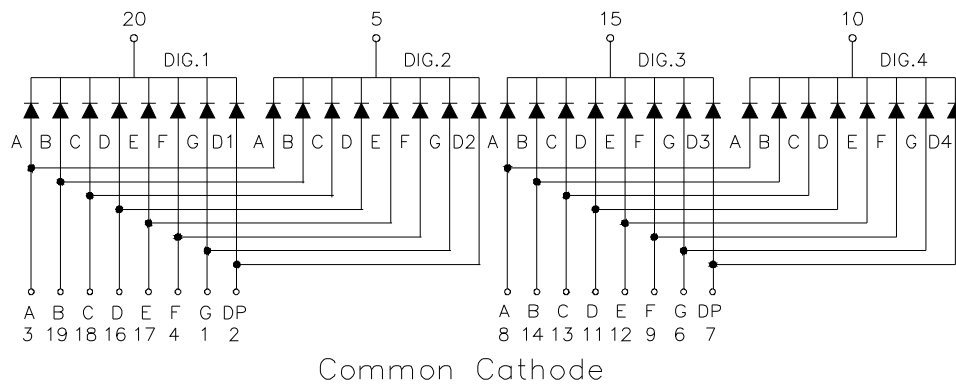 20 5 15 10
DIG.1 DIG.2 DIG.3 DIG.4
A B C D E F G D1 A B C D E F G D2 A B C D E F G D3 A B C D E F G D4
A B C D E F G DP A B C D E F G DP
3 19 18 16 17 4 1 2 8 14 13 11 12 9 6 7
Common Cathode